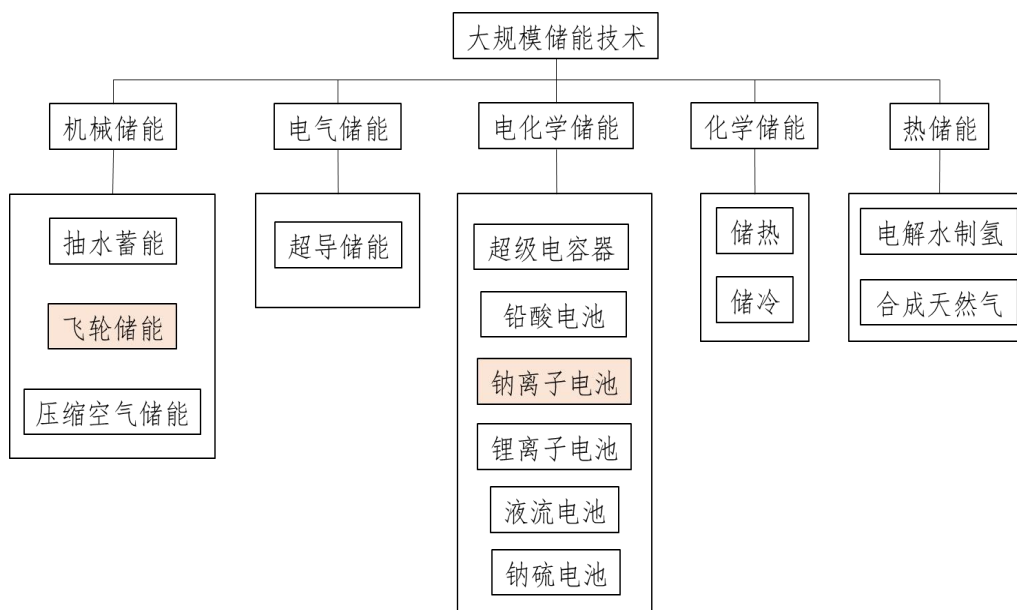 大规模储能技术
机械储能
电气储能
电化学储能
化学储能
热储能
抽水蓄能
飞轮储能
压缩空气储能
超导储能
超级电容器
铅酸电池
钠离子电池
锂离子电池
液流电池
钠硫电池
储热
储冷
电解水制氢
合成天然气